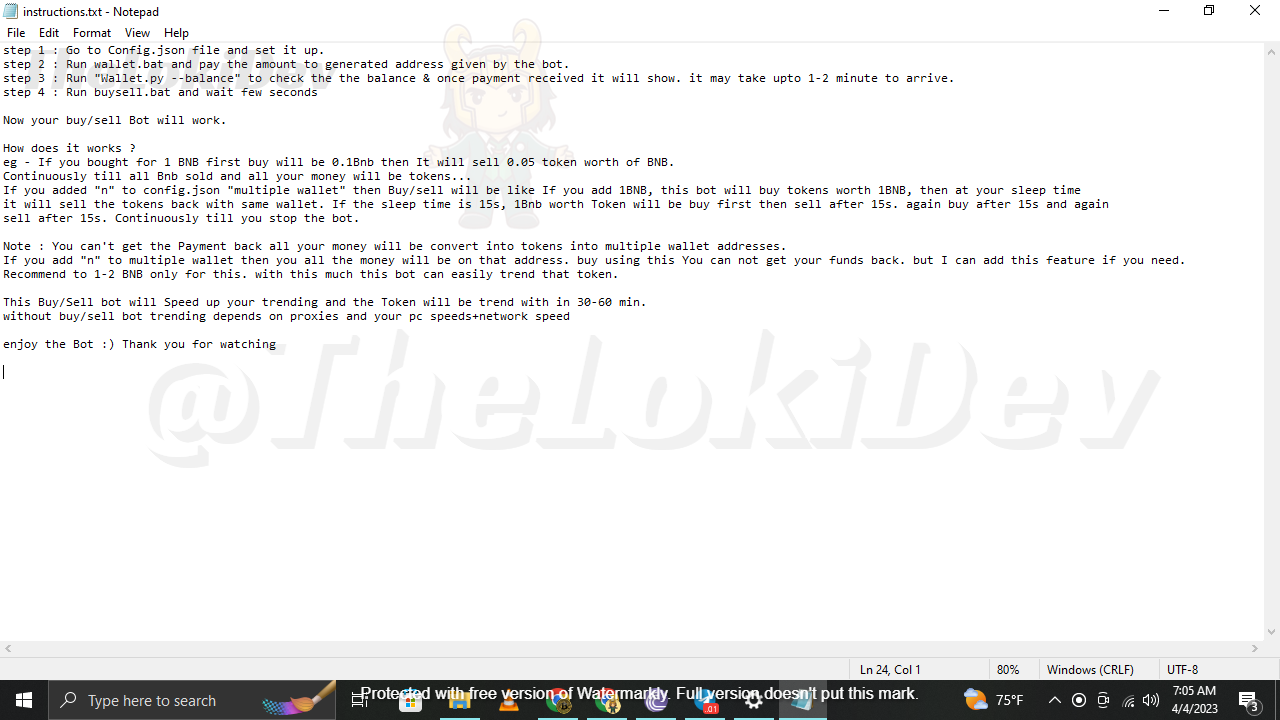 instructions.txt - Notepad
File Edit Format View Help
step 1 : Go to Config.json file and set it up.
step 2 : Run wallet.bat and pay the amount to generated address given by the bot.
step 3 : Run "Wallet.py --balance" to check the the balance & once payment received it will show. it may take upto 1-2 minute to arrive.
step 4 : Run buysell.bat and wait few seconds
TheLokiDev
Now your buy/sell Bot will work.
How does it works ?
eg - If you bought for 1 BNB first buy will be 0.1Bnb then It will sell 0.05 token worth of BNB.
Continuously till all Bnb sold and all your money will be tokens...
If you added "n" to config.json "multiple wallet" then Buy/sell will be like If you add 1BNB, this bot will buy tokens worth 1BNB, then at your sleep time
it will sell the tokens back with same wallet. If the sleep time is 15s, 1Bnb worth Token will be buy first then sell after 15s. again buy after 15s and again
sell after 15s. Continuously till you stop the bot.
Note : You can't get the Payment back all your money will be convert into tokens into multiple wallet addresses.
If you add "n" to multiple wallet then you all the money will be on that address. buy using this You can not get your funds back. but I can add this feature if you need.
Recommend to 1-2 BNB only for this. with this much this bot can easily trend that token.
This Buy/Sell bot will Speed up your trending and the Token will be trend with in 30-60 min.
without buy/sell bot trending depends on proxies and your pc speeds+network speed
enjoy the Bot :) Thank you for watching
@TheLokiDev
Ln 24, Col 1 80% Windows (CRLF) UTF-8
Type here to search
Protected with free version of Watermarkly. Full version doesn't put this mark.
.01
75°F
7:05 AM
4/4/2023
3